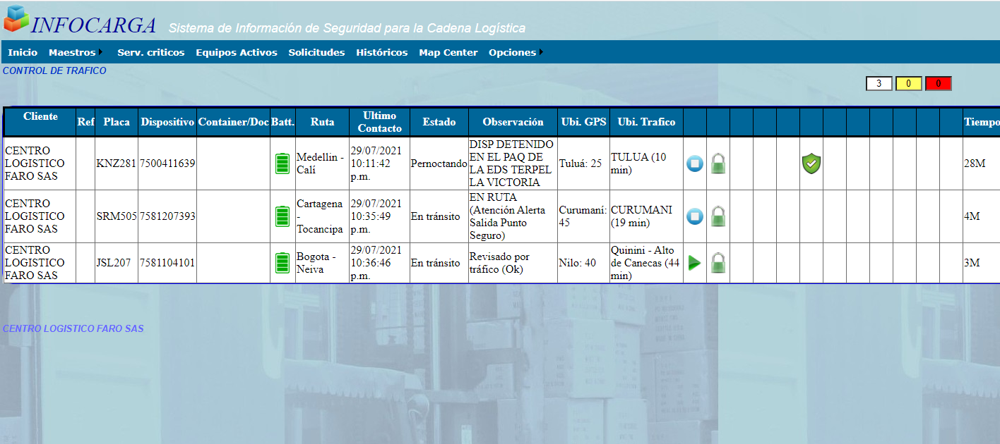 INFOCARGA Sistema de Información de Seguridad para la Cadena Logística
Inicio Maestros Serv. criticos Equipos Activos Solicitudes Históricos Map Center Opciones
CONTROL DE TRAFICO
3 0 0
Cliente Ref Placa Dispositivo Container/Doc Batt. Ruta Ultimo Contacto Estado Observación Ubi. GPS Ubi. Trafico Tiempo
CENTRO LOGISTICO FARO SAS KNZ281 7500411639 Medellin - Calí 29/07/2021 10:11:42 p.m. Pernoctando DISP DETENIDO EN EL PAQ DE LA EDS TERPEL LA VICTORIA Tuluá: 25 TULUA (10 min) 28M
CENTRO LOGISTICO FARO SAS SRM505 7581207393 Cartagena - Tocancipa 29/07/2021 10:35:49 p.m. En tránsito EN RUTA (Atención Alerta Salida Punto Seguro) Curumaní: 45 CURUMANI (19 min) 4M
CENTRO LOGISTICO FARO SAS JSL207 7581104101 Bogota - Neiva 29/07/2021 10:36:46 p.m. En tránsito Revisado por tráfico (Ok) Nilo: 40 Quinini - Alto de Canecas (44 min) 3M
CENTRO LOGISTICO FARO SAS